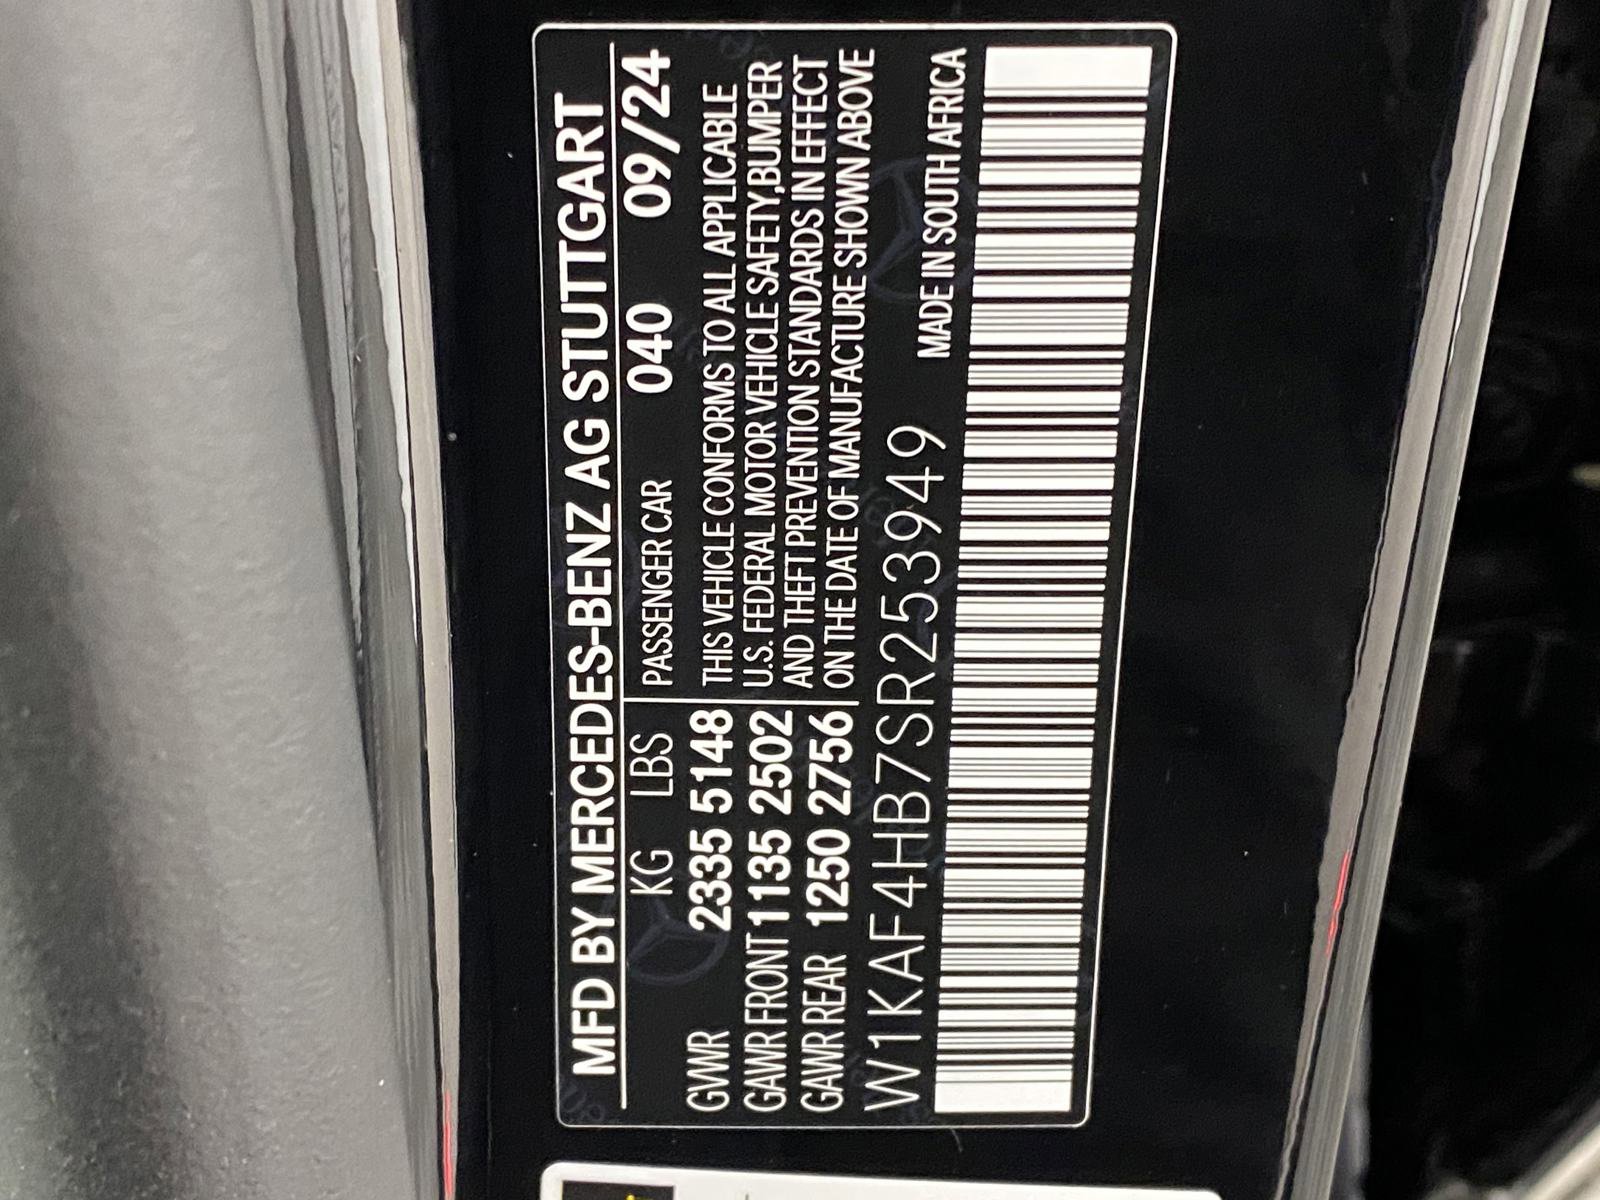 MFD BY MERCEDES-BENZ AG STUTTGART
KG LBS PASSENGER CAR 040 09/24
GVWR 2335 5148
GAWR FRONT 1135 2502
GAWR REAR 1250 2756
THIS VEHICLE CONFORMS TO ALL APPLICABLE
U.S. FEDERAL MOTOR VEHICLE SAFETY,BUMPER
AND THEFT PREVENTION STANDARDS IN EFFECT
ON THE DATE OF MANUFACTURE SHOWN ABOVE
W1KAF4HB7SR253949
MADE IN SOUTH AFRICA